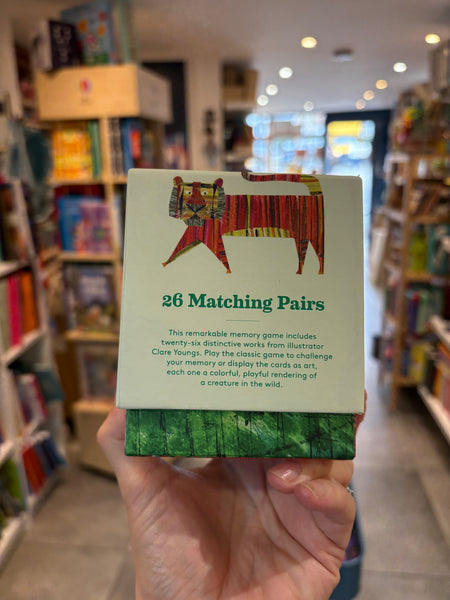 26 Matching Pairs
This remarkable memory game includes
twenty-six distinctive works from illustrator
Clare Youngs. Play the classic game to challenge
your memory or display the cards as art,
each one a colorful, playful rendering of
a creature in the wild.